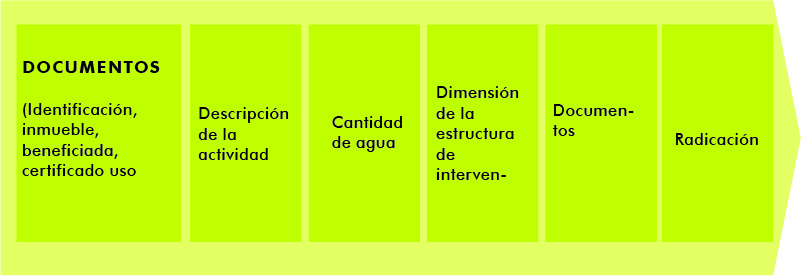 DOCUMENTOS
(Identificación,
inmueble,
beneficiada,
certificado uso
Descripción
de la
actividad
Cantidad
de agua
Dimensión
de la
estructura
de
interven-
Documen-
tos
Radicación